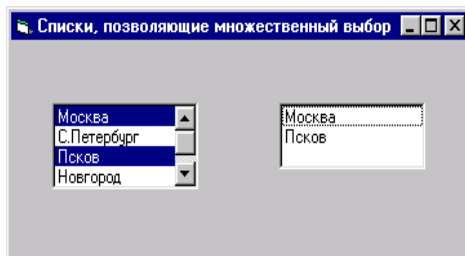 Списки, позволяющие множественный выбор
Москва
С.Петербург
Псков
Новгород
Москва
Псков